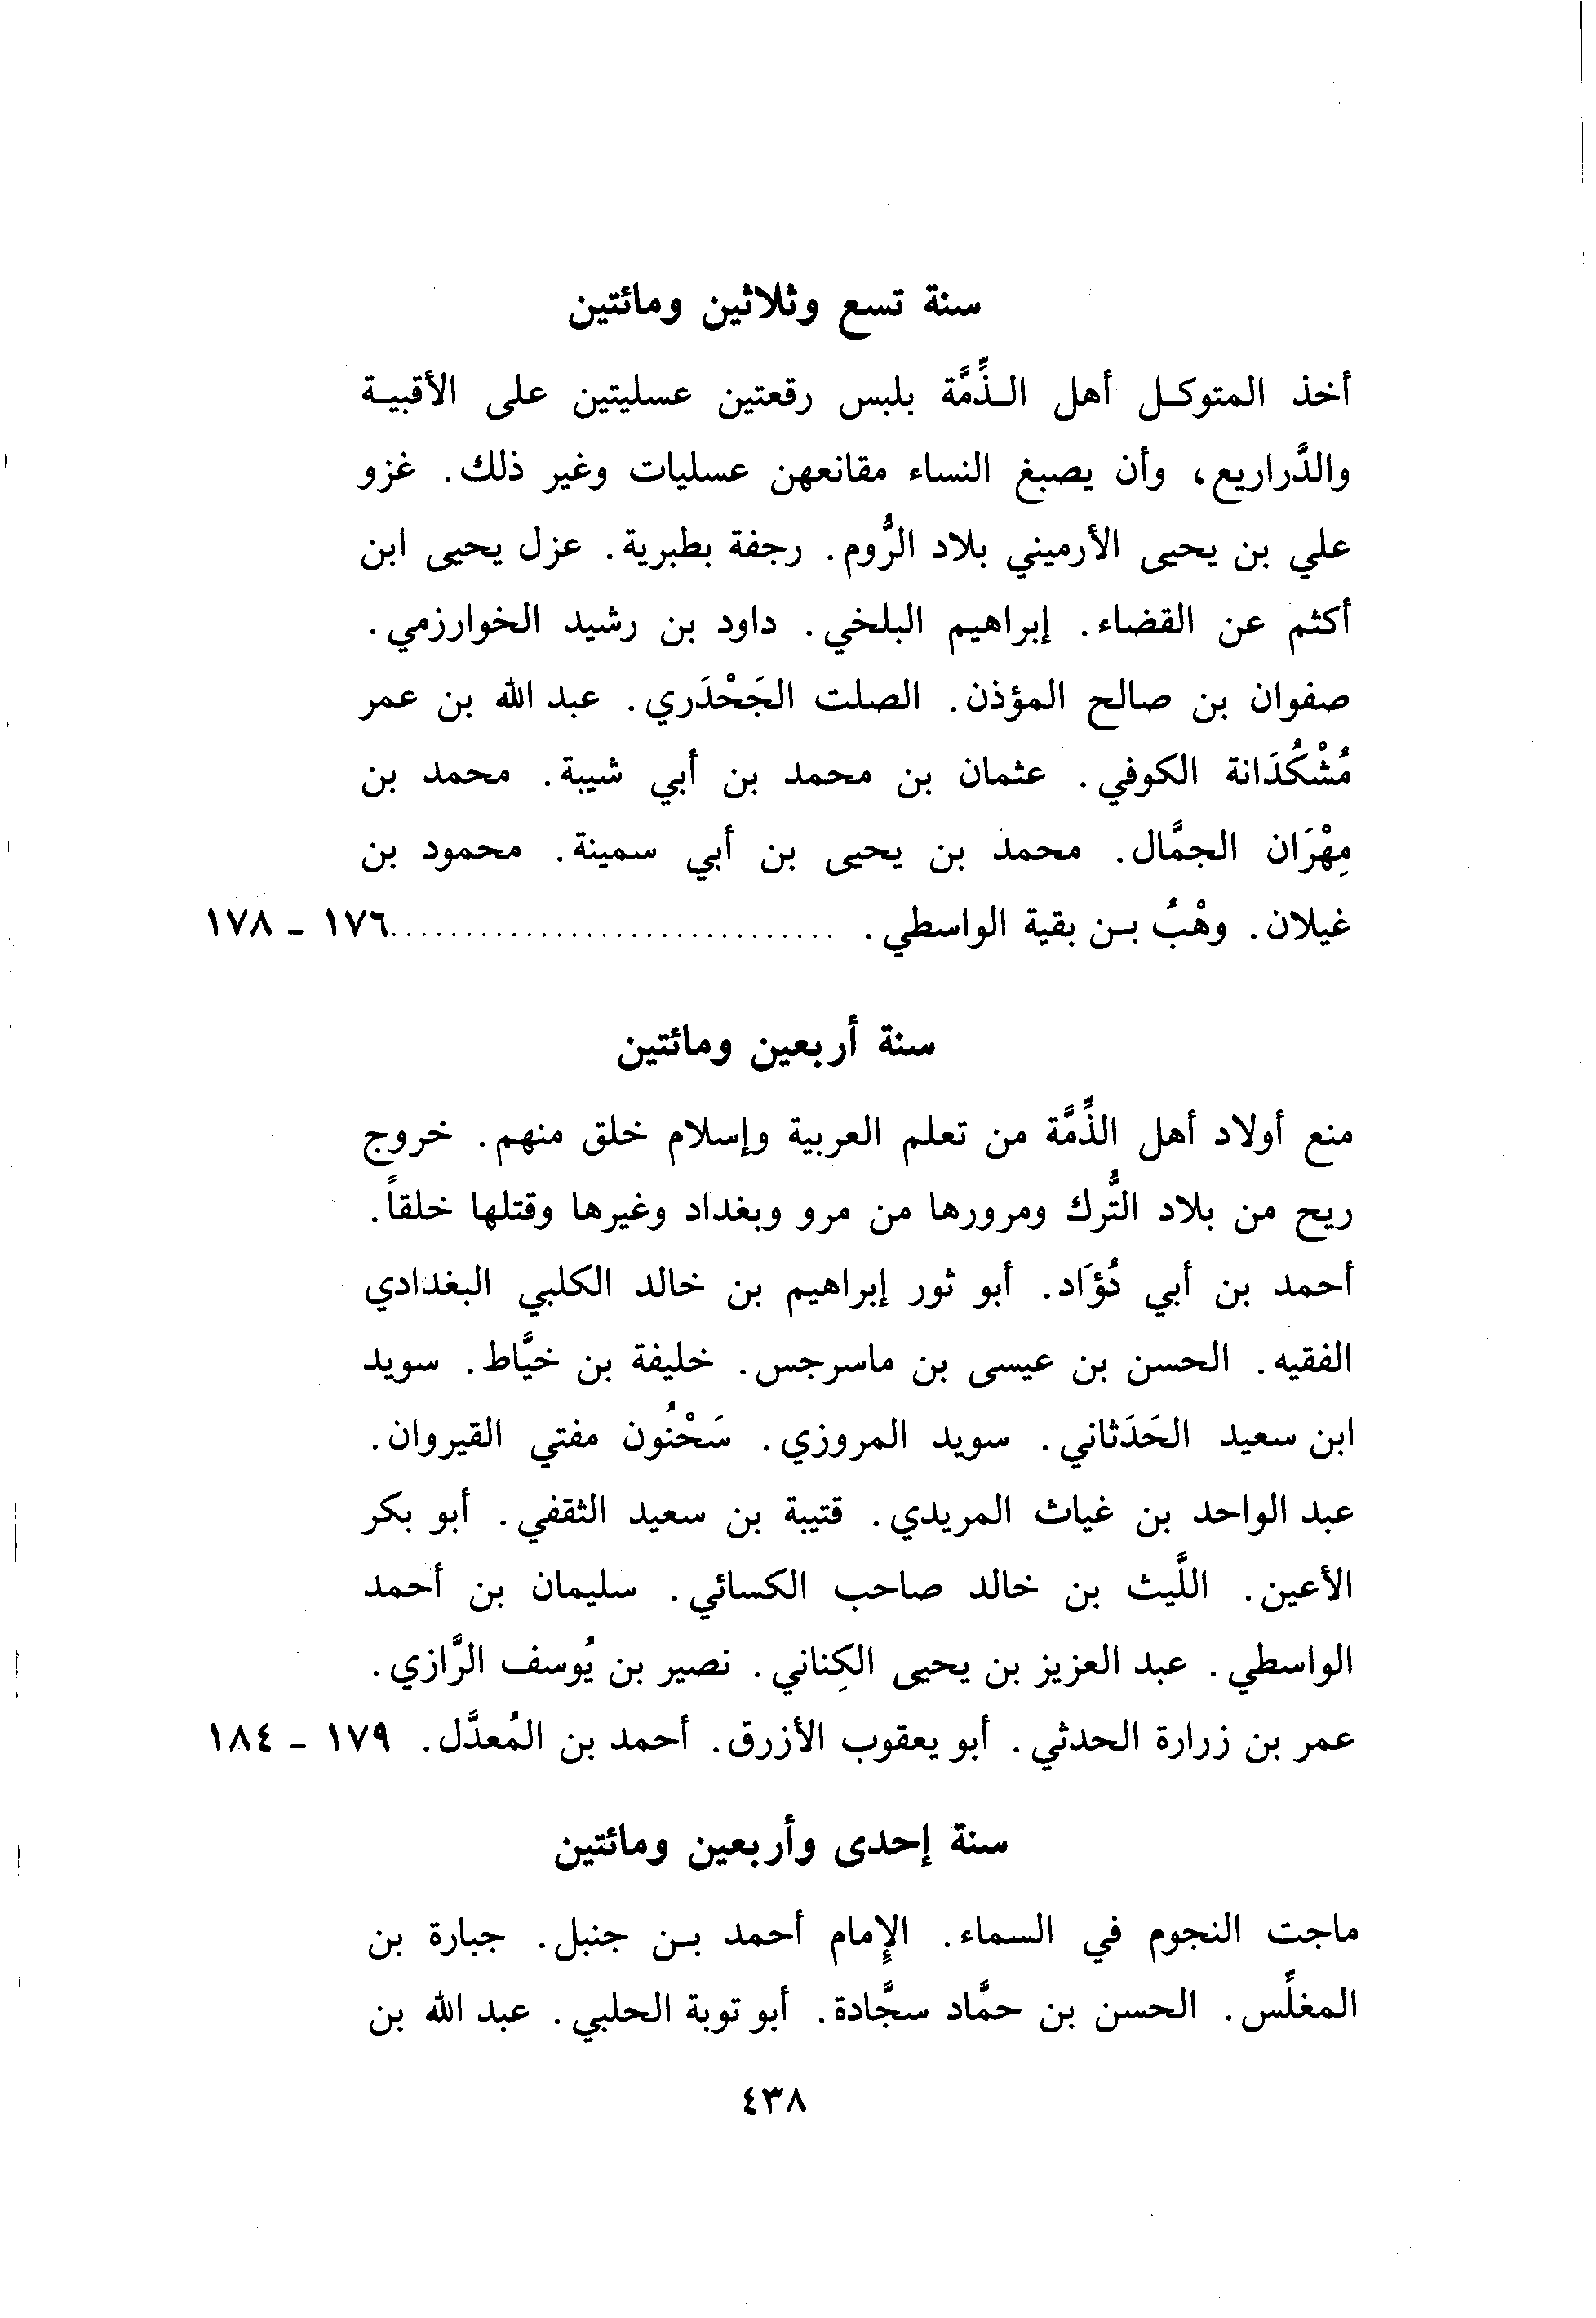 سنة تسع وثلاثين ومائتين
أخذ المتوكل أهل الذِّمَّة بلبس رقعتين عسليتين على الأقبية
والدَّراريع، وأن يصبغ النساء مقانعهن عسليات وغير ذلك. غزو
علي بن يحيى الأرميني بلاد الرُّوم. رجفة بطبرية. عزل يحيى ابن
أكثم عن القضاء. إبراهيم البلخي. داود بن رشيد الخوارزمي.
صفوان بن صالح المؤذن. الصلت الجَحْدَري. عبد الله بن عمر
مُشْكُدَانة الكوفي. عثمان بن محمد بن أبي شيبة. محمد بن
مِهْرَان الجمَّال. محمد بن يحيى بن أبي سمينة. محمود بن
غيلان. وهْبُ بن بقية الواسطي. ............................. ١٧٦ - ١٧٨
سنة أربعين ومائتين
منع أولاد أهل الذِّمَّة من تعلم العربية وإسلام خلق منهم. خروج
ريح من بلاد التُّرك ومرورها من مرو وبغداد وغيرها وقتلها خلقاً.
أحمد بن أبي دُؤَاد. أبو ثور إبراهيم بن خالد الكلبي البغدادي
الفقيه. الحسن بن عيسى بن ماسرجس. خليفة بن خيَّاط. سويد
ابن سعيد الحَدَثاني. سويد المروزي. سَحْنُون مفتي القيروان.
عبد الواحد بن غياث المريدي. قتيبة بن سعيد الثقفي. أبو بكر
الأعين. اللَّيث بن خالد صاحب الكسائي. سليمان بن أحمد
الواسطي. عبد العزيز بن يحيى الكِناني. نصير بن يُوسف الرَّازي.
عمر بن زرارة الحدثي. أبو يعقوب الأزرق. أحمد بن المُعدَّل. ١٧٩ - ١٨٤
سنة إحدى وأربعين ومائتين
ماجت النجوم في السماء. الإمام أحمد بن جنبل. جبارة بن
المغلِّس. الحسن بن حمَّاد سجَّادة. أبو توبة الحلبي. عبد الله بن
٤٣٨